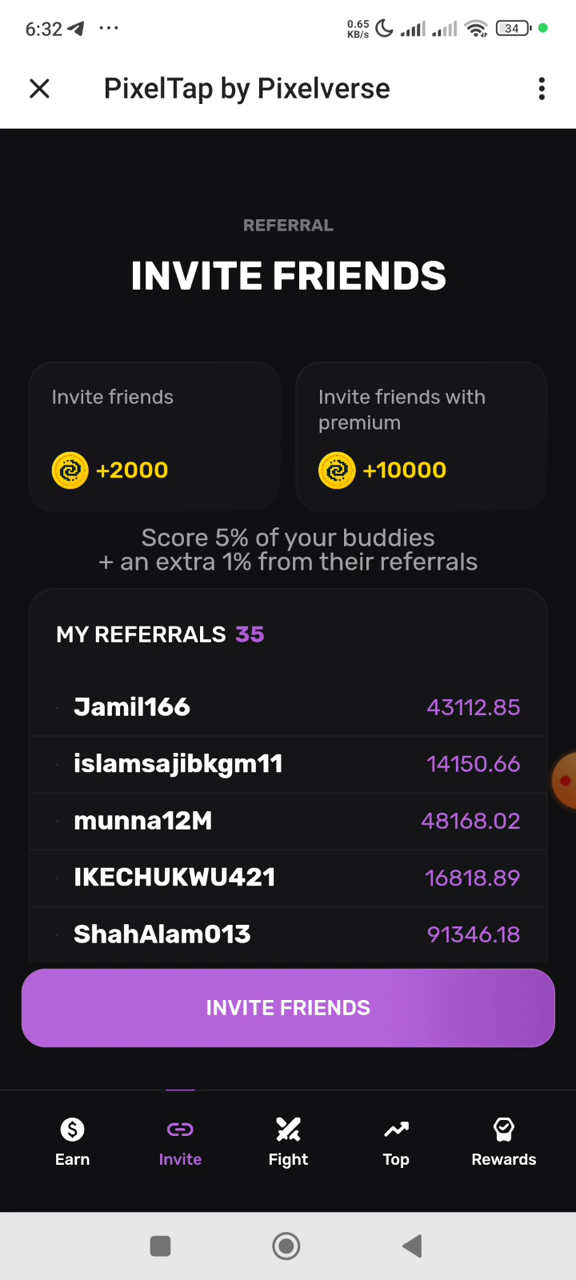 6:32
0.65
KB/s
34
PixelTap by Pixelverse
REFERRAL
INVITE FRIENDS
Invite friends
+2000
Invite friends with
premium
+10000
Score 5% of your buddies
+ an extra 1% from their referrals
MY REFERRALS 35
Jamil166 43112.85
islamsajibkgm11 14150.66
munna12M 48168.02
IKECHUKWU421 16818.89
ShahAlam013 91346.18
INVITE FRIENDS
Earn Invite Fight Top Rewards